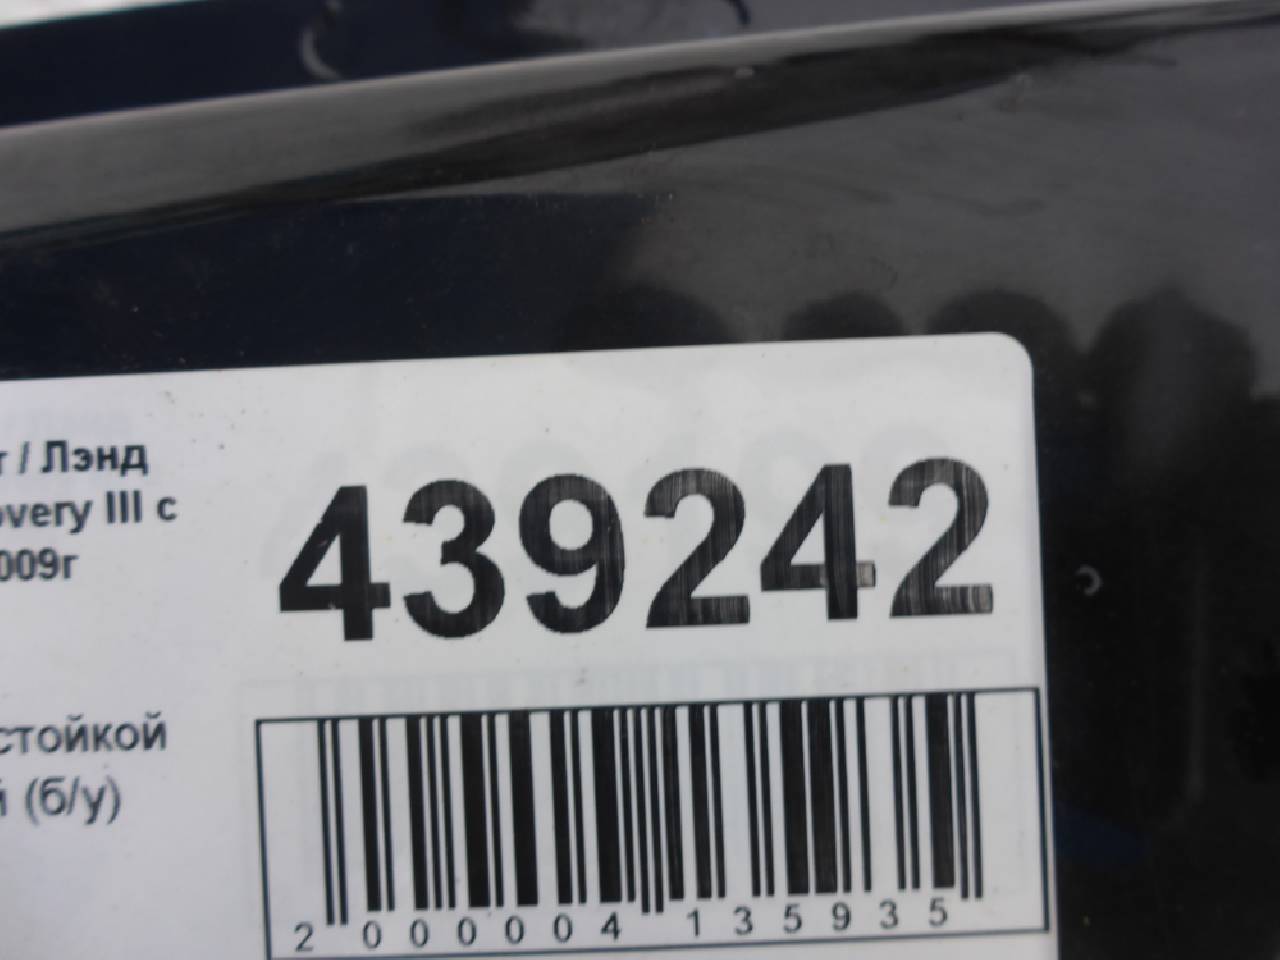 / Лэнд
overy III с
009г
439242
стойкой
й (б/у)
2 000004 135935